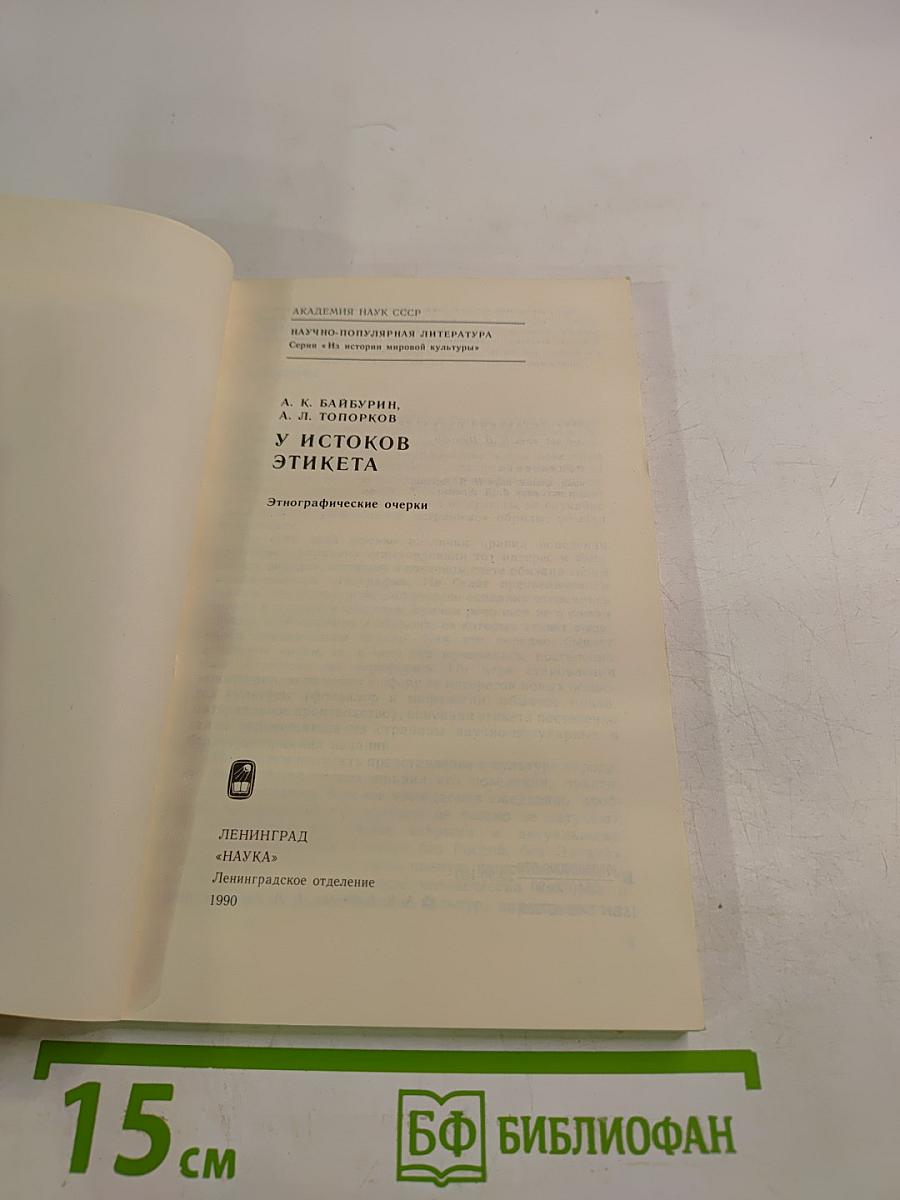 АКАДЕМИЯ НАУК СССР
НАУЧНО-ПОПУЛЯРНАЯ ЛИТЕРАТУРА
Серия «Из истории мировой культуры»
А. К. БАЙБУРИН,
А. Л. ТОПОРКОВ
У ИСТОКОВ
ЭТИКЕТА
Этнографические очерки
ЛЕНИНГРАД
«НАУКА»
Ленинградское отделение
1990
15 см
БФ БИБЛИОФАН